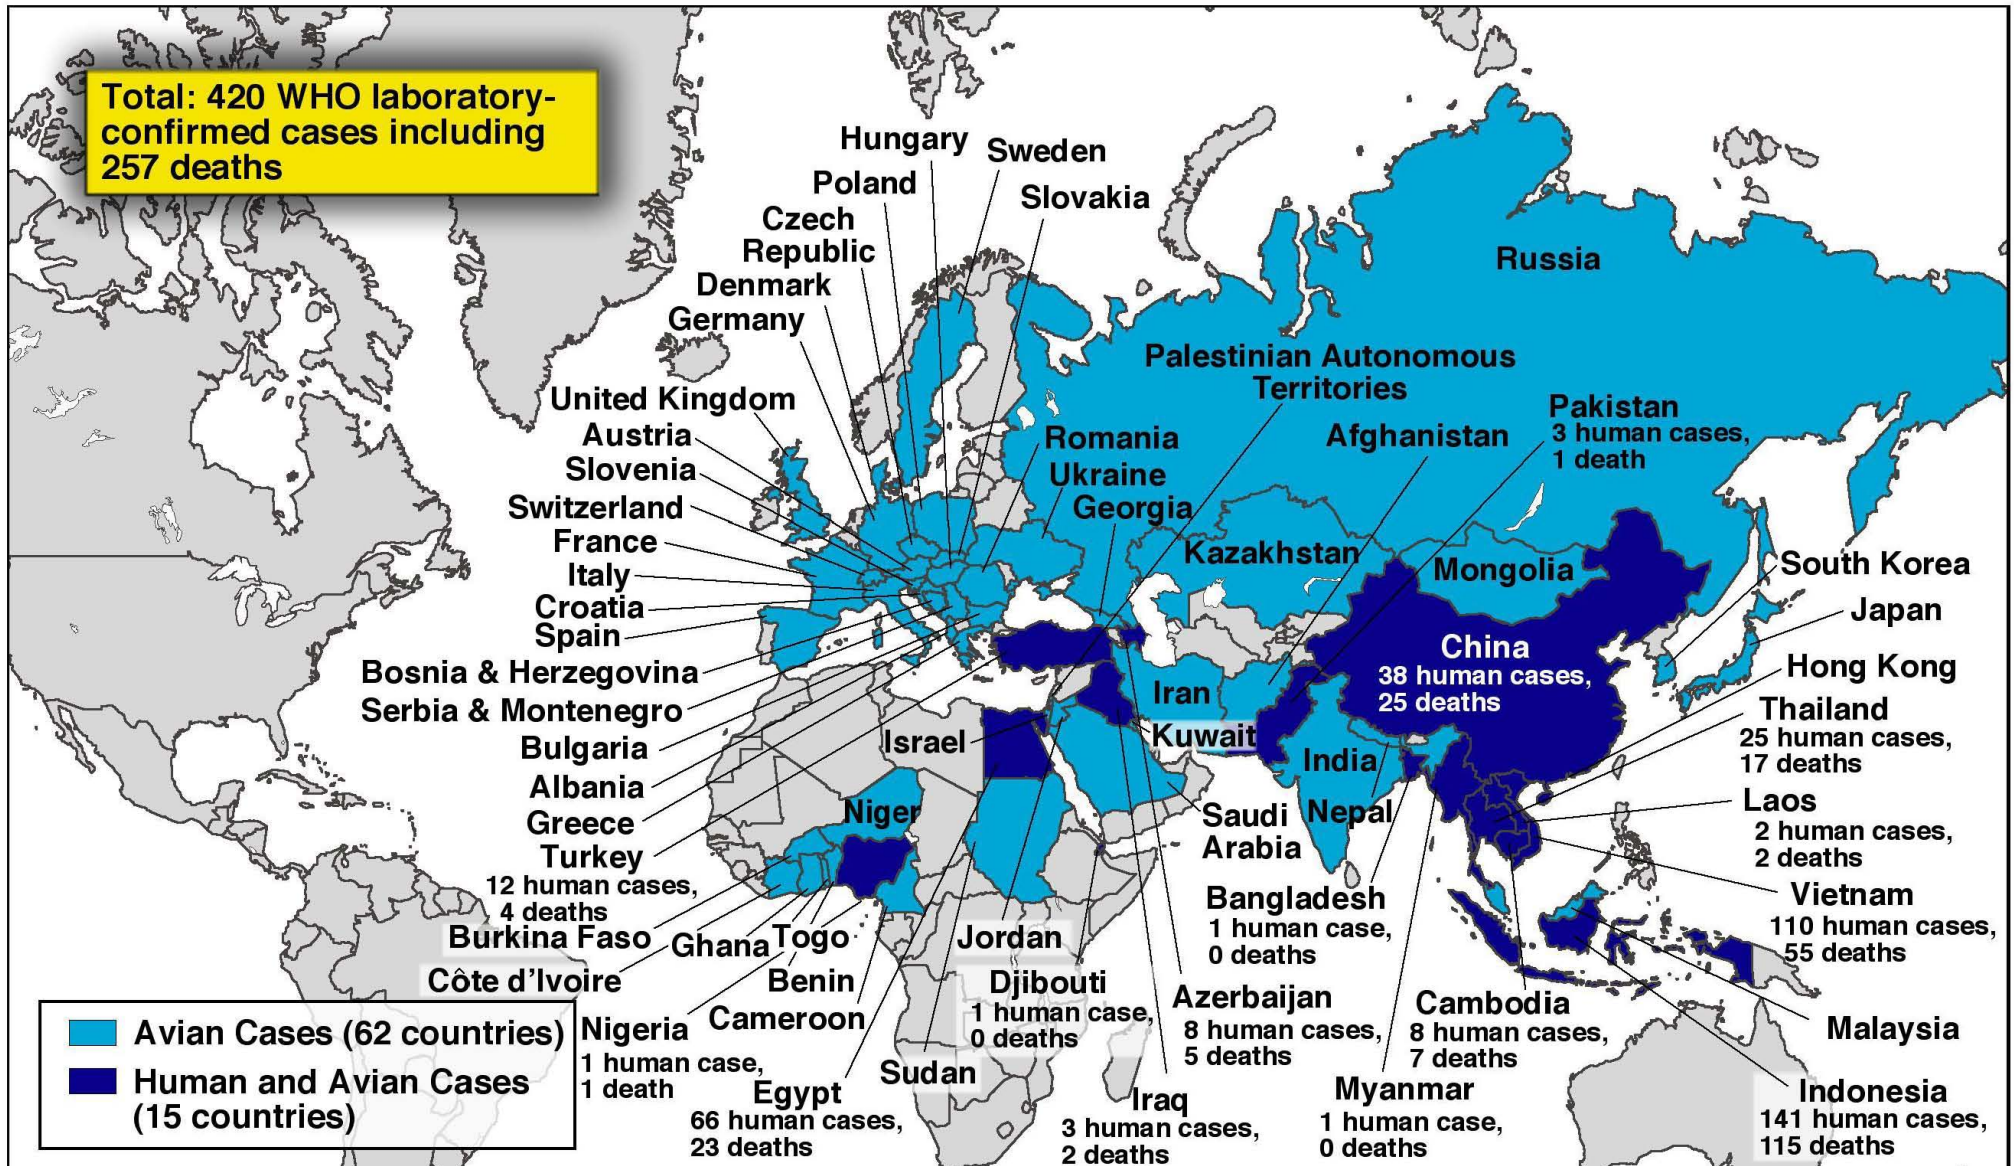 Total: 420 WHO laboratory-
confirmed cases including
257 deaths
Hungary
Sweden
Poland
Slovakia
Czech
Republic
Denmark
Germany
Russia
United Kingdom
Austria
Slovenia
Switzerland
France
Italy
Croatia
Spain
Bosnia & Herzegovina
Serbia & Montenegro
Bulgaria
Albania
Greece
Turkey
12 human cases,
4 deaths
Palestinian Autonomous
Territories
Romania
Ukraine
Georgia
Afghanistan
Pakistan
3 human cases,
1 death
Kazakhstan
Mongolia
South Korea
Japan
China
38 human cases,
25 deaths
Hong Kong
Iran
Kuwait
Israel
India
Nepal
Niger
Saudi
Arabia
Thailand
25 human cases,
17 deaths
Laos
2 human cases,
2 deaths
Vietnam
110 human cases,
55 deaths
Bangladesh
1 human case,
0 deaths
Burkina Faso
Ghana
Togo
Jordan
Côte d’Ivoire
Benin
Djibouti
1 human case,
0 deaths
Azerbaijan
8 human cases,
5 deaths
Cambodia
8 human cases,
7 deaths
Malaysia
Nigeria
1 human case,
1 death
Cameroon
Sudan
Egypt
66 human cases,
23 deaths
Iraq
3 human cases,
2 deaths
Myanmar
1 human case,
0 deaths
Indonesia
141 human cases,
115 deaths
Avian Cases (62 countries)
Human and Avian Cases
(15 countries)